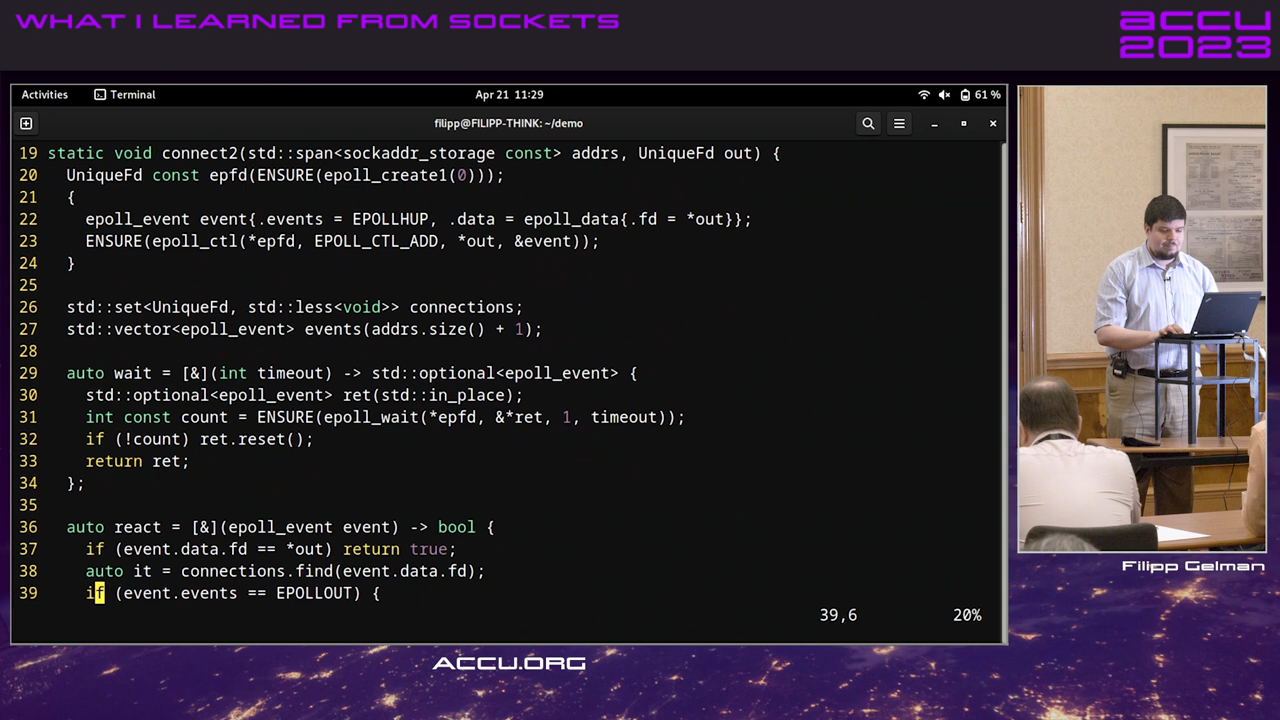 WHAT I LEARNED FROM SOCKETS
accu
2023
Activities
Terminal
Apr 21 11:29
61 %
filipp@FILIPP-THINK: ~/demo
19 static void connect2(std::span<sockaddr_storage const> addrs, UniqueFd out) {
20   UniqueFd const epfd(ENSURE(epoll_create1(0)));
21   {
22     epoll_event event{.events = EPOLLHUP, .data = epoll_data{.fd = *out}};
23     ENSURE(epoll_ctl(*epfd, EPOLL_CTL_ADD, *out, &event));
24   }
25
26   std::set<UniqueFd, std::less<void>> connections;
27   std::vector<epoll_event> events(addrs.size() + 1);
28
29   auto wait = [&](int timeout) -> std::optional<epoll_event> {
30     std::optional<epoll_event> ret(std::in_place);
31     int const count = ENSURE(epoll_wait(*epfd, &*ret, 1, timeout));
32     if (!count) ret.reset();
33     return ret;
34   };
35
36   auto react = [&](epoll_event event) -> bool {
37     if (event.data.fd == *out) return true;
38     auto it = connections.find(event.data.fd);
39     if (event.events == EPOLLOUT) {
39,6
20%
Filipp Gelman
ACCU.ORG